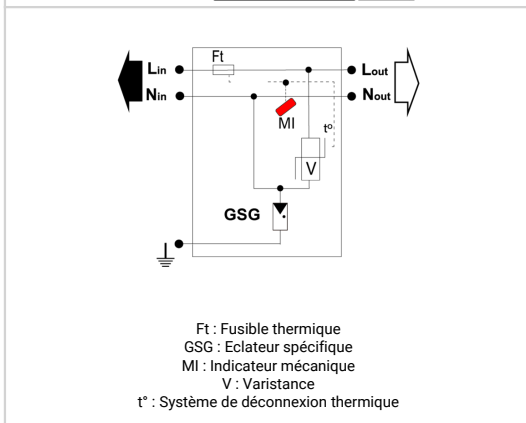 Ft
Lin
Lout
Nin
Nout
MI
t°
V
GSG
Ft : Fusible thermique
GSG : Eclateur spécifique
MI : Indicateur mécanique
V : Varistance
t° : Système de déconnexion thermique